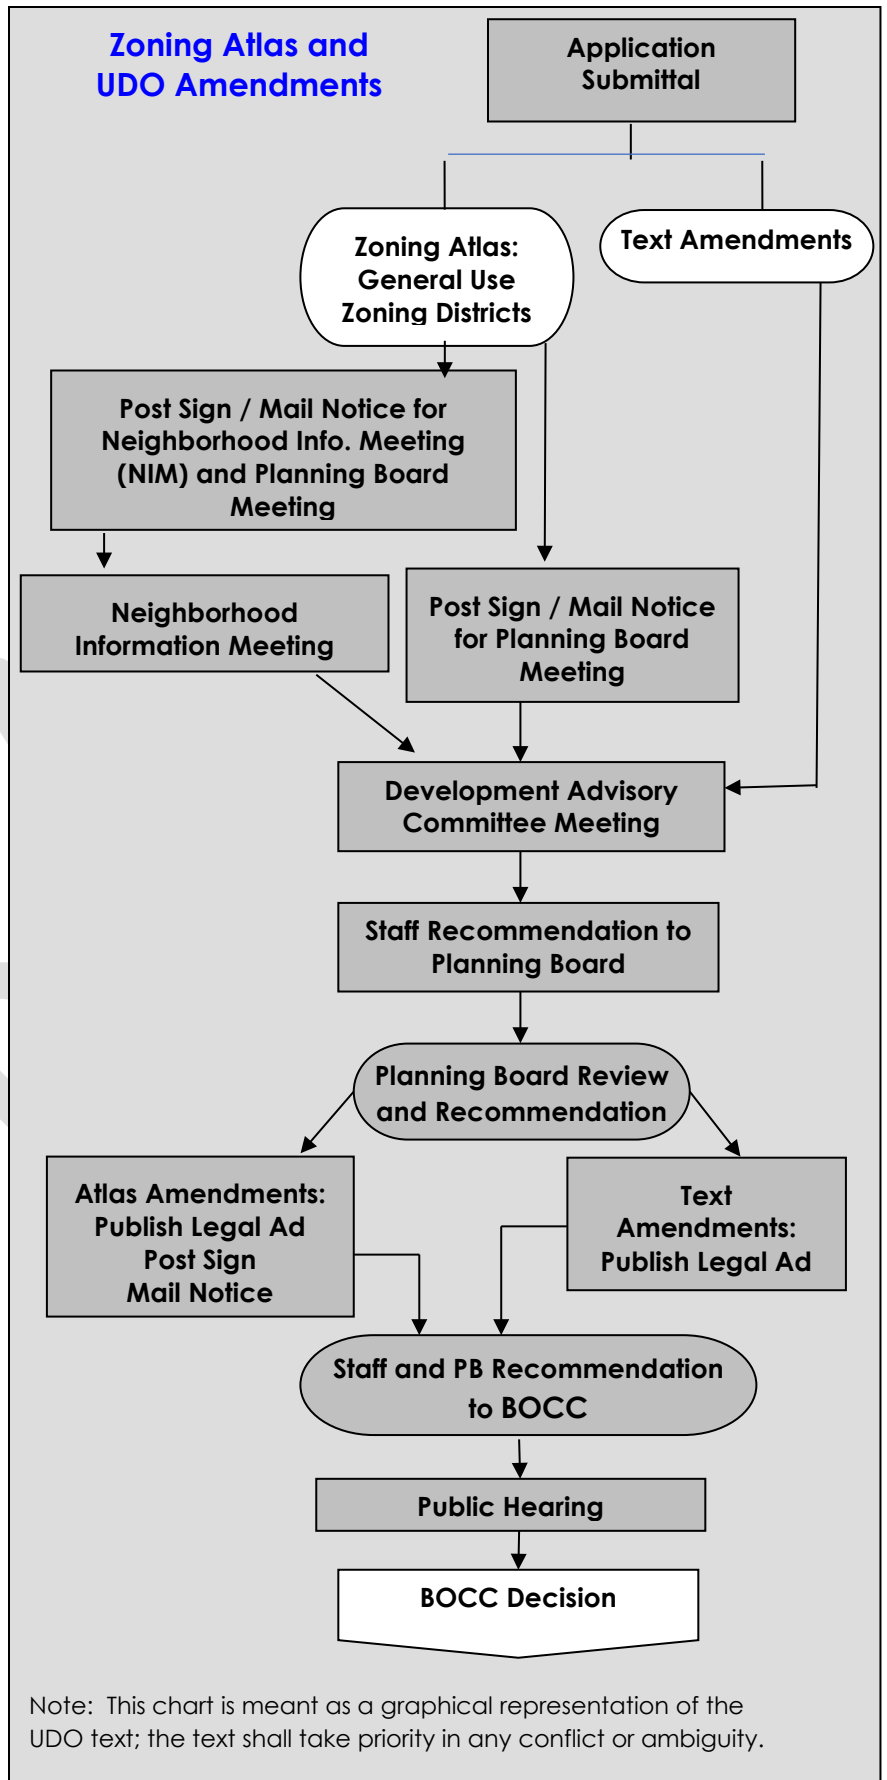 Zoning Atlas and
UDO Amendments
Application
Submittal
Zoning Atlas:
General Use
Zoning Districts
Text Amendments
Post Sign / Mail Notice for
Neighborhood Info. Meeting
(NIM) and Planning Board
Meeting
Neighborhood
Information Meeting
Post Sign / Mail Notice
for Planning Board
Meeting
Development Advisory
Committee Meeting
Staff Recommendation to
Planning Board
Planning Board Review
and Recommendation
Atlas Amendments:
Publish Legal Ad
Post Sign
Mail Notice
Text
Amendments:
Publish Legal Ad
Staff and PB Recommendation
to BOCC
Public Hearing
BOCC Decision
Note:  This chart is meant as a graphical representation of the
UDO text; the text shall take priority in any conflict or ambiguity.